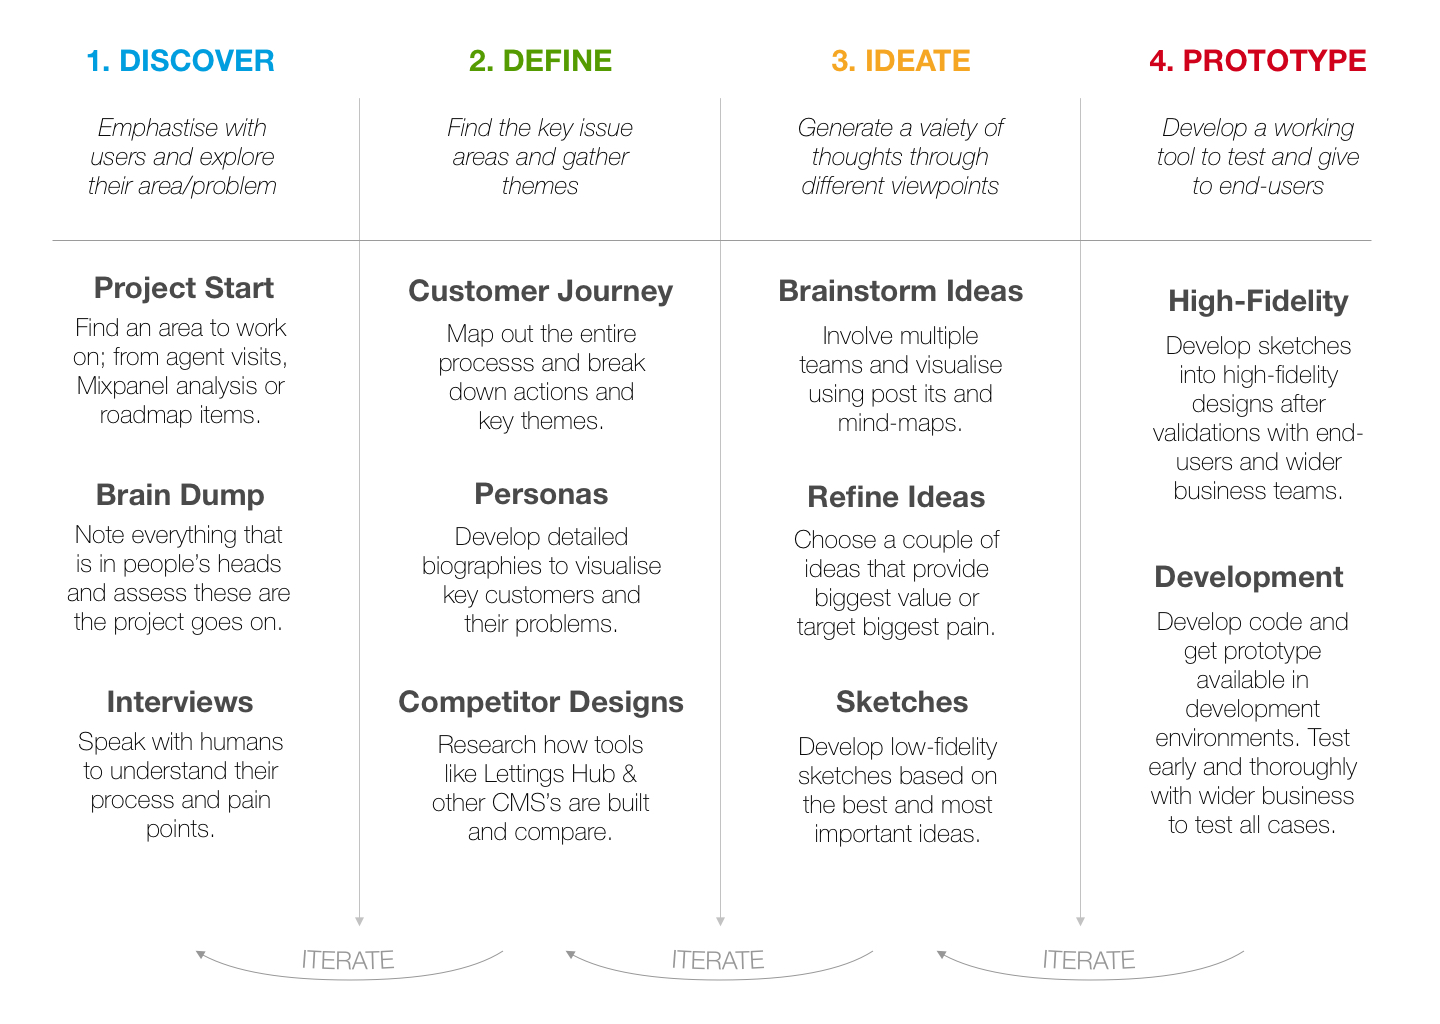 1. DISCOVER
Emphastise with
users and explore
their area/problem
Project Start
Find an area to work
on; from agent visits,
Mixpanel analysis or
roadmap items.
Brain Dump
Note everything that
is in people's heads
and assess these are
the project goes on.
Interviews
Speak with humans
to understand their
process and pain
points.
2. DEFINE
Find the key issue
areas and gather
themes
Customer Journey
Map out the entire
processs and break
down actions and
key themes.
Personas
Develop detailed
biographies to visualise
key customers and
their problems.
Competitor Designs
Research how tools
like Lettings Hub &
other CMS's are built
and compare.
3. IDEATE
Generate a vaiety of
thoughts through
different viewpoints
Brainstorm Ideas
Involve multiple
teams and visualise
using post its and
mind-maps.
Refine Ideas
Choose a couple of
ideas that provide
biggest value or
target biggest pain.
Sketches
Develop low-fidelity
sketches based on
the best and most
important ideas.
4. PROTOTYPE
Develop a working
tool to test and give
to end-users
High-Fidelity
Develop sketches
into high-fidelity
designs after
validations with end-
users and wider
business teams.
Development
Develop code and
get prototype
available in
development
environments. Test
early and thoroughly
with wider business
to test all cases.
ITERATE
ITERATE
ITERATE